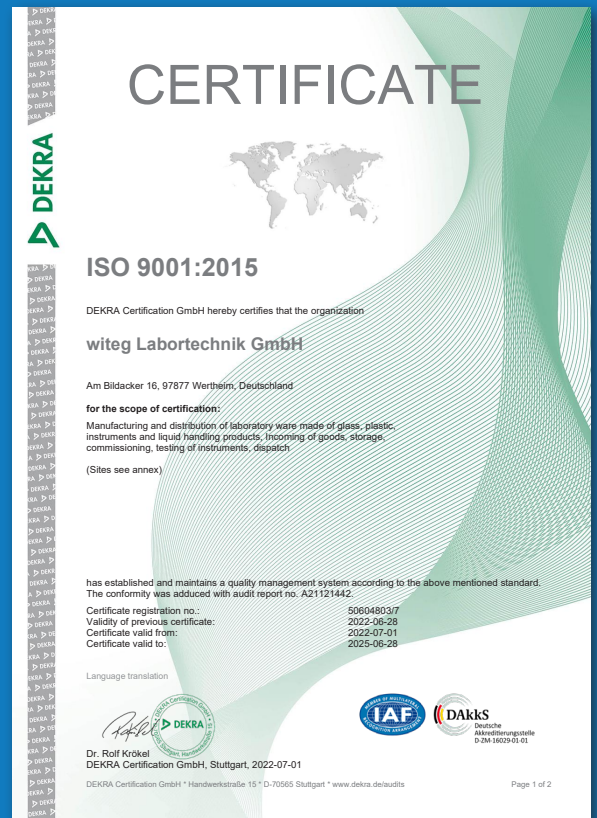 CERTIFICATE
DEKRA
ISO 9001:2015
DEKRA Certification GmbH hereby certifies that the organization
witeg Labortechnik GmbH
Am Bildacker 16, 97877 Wertheim, Deutschland
for the scope of certification:
Manufacturing and distribution of laboratory ware made of glass, plastic,
instruments and liquid handling products, Incoming of goods, storage,
commissioning, testing of instruments, dispatch
(Sites see annex)
has established and maintains a quality management system according to the above mentioned standard.
The conformity was adduced with audit report no. A21121442.
Certificate registration no.: 50604803/7
Validity of previous certificate: 2022-06-28
Certificate valid from: 2022-07-01
Certificate valid to: 2025-06-28
Language translation
DEKRA
IAF
MEMBER OF MULTILATERAL
RECOGNITION ARRANGEMENT
DAkkS
Deutsche
Akkreditierungsstelle
D-ZM-16029-01-01
Dr. Rolf Krökel
DEKRA Certification GmbH, Stuttgart, 2022-07-01
DEKRA Certification GmbH * Handwerkstraße 15 * D-70565 Stuttgart * www.dekra.de/audits
Page 1 of 2